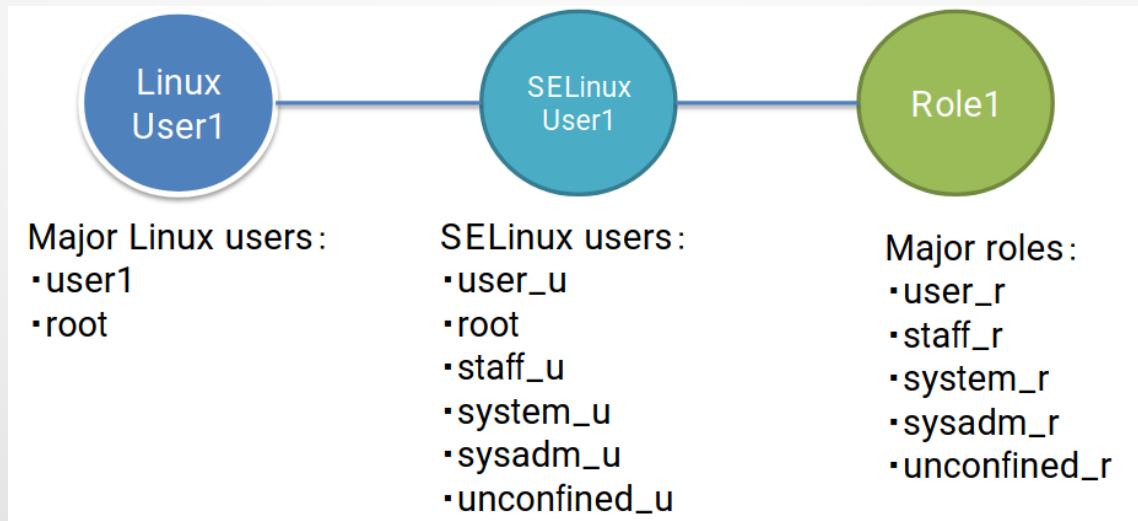 Linux
User1
SELinux
User1
Role1
Major Linux users:
・user1
・root
SELinux users:
・user_u
・root
・staff_u
・system_u
・sysadm_u
・unconfined_u
Major roles:
・user_r
・staff_r
・system_r
・sysadm_r
・unconfined_r